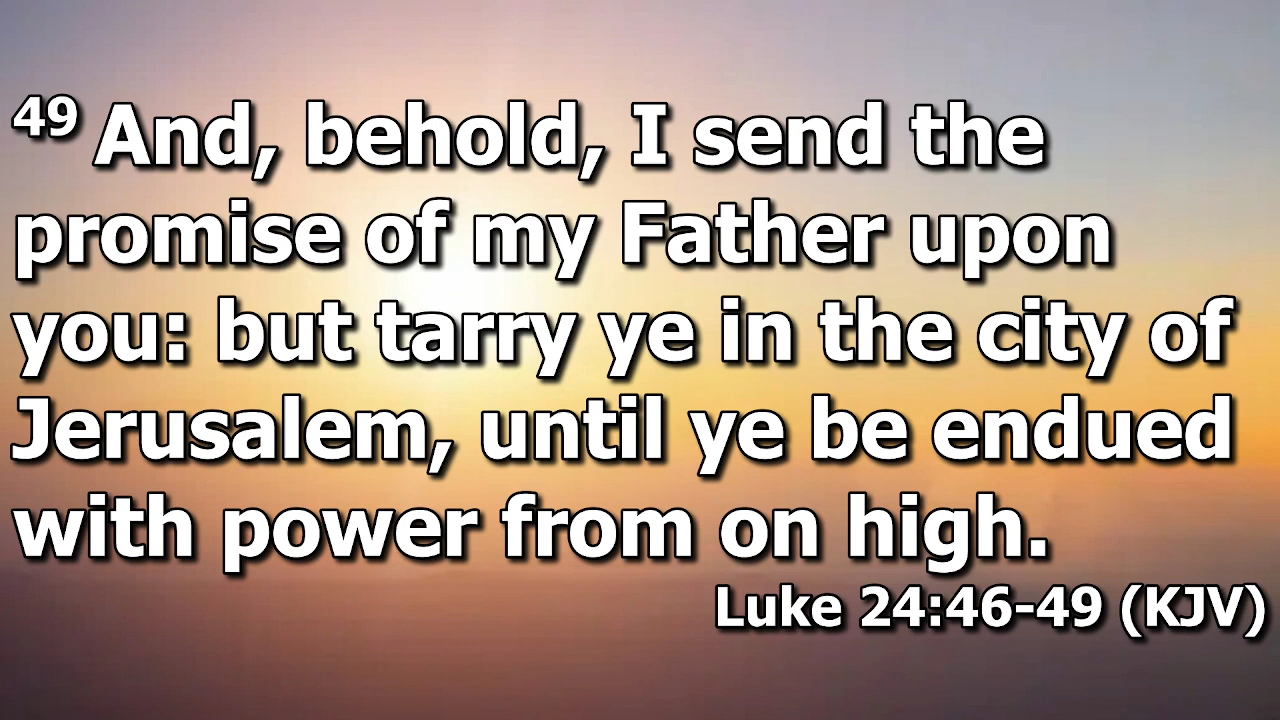 49 And, behold, I send the
promise of my Father upon
you: but tarry ye in the city of
Jerusalem, until ye be endued
with power from on high.
Luke 24:46-49 (KJV)